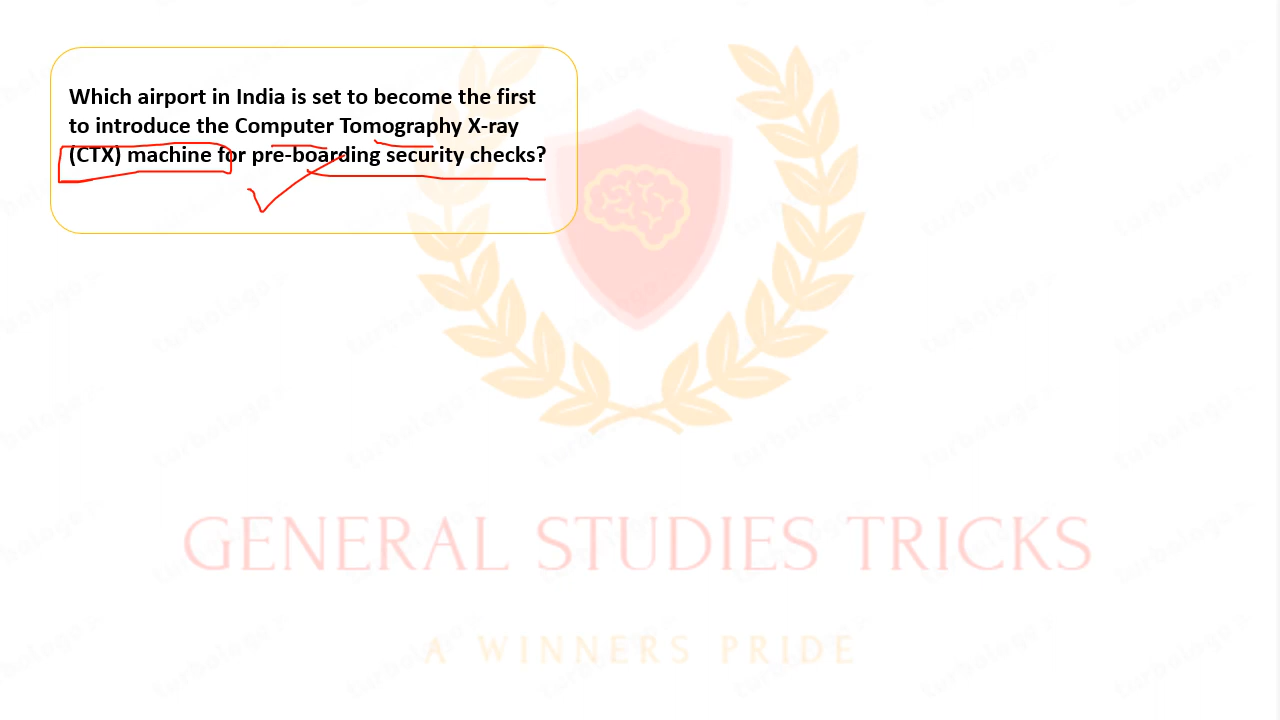 Which airport in India is set to become the first
to introduce the Computer Tomography X-ray
(CTX) machine for pre-boarding security checks?
GENERAL STUDIES TRICKS
A WINNERS PRIDE